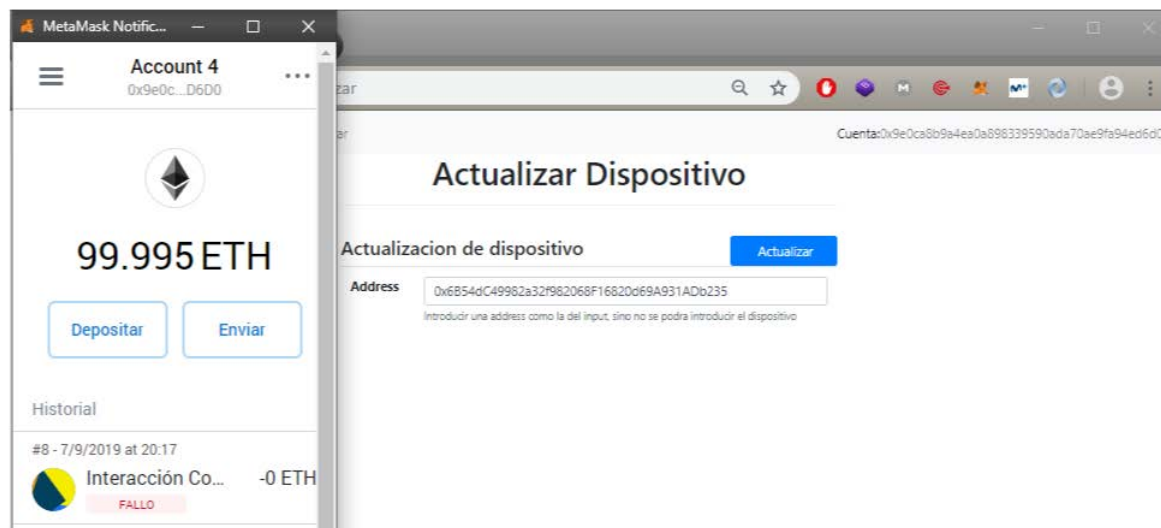 MetaMask Notific...
Account 4
0x9e0c...D6D0
99.995 ETH
Depositar
Enviar
Historial
#8 - 7/9/2019 at 20:17
Interacción Co...
-0 ETH
FALLO
zar
ar
Cuenta:0x9e0ca8b9a4ea0a898339590ada70ae9fa94ed6d0
Actualizar Dispositivo
Actualizacion de dispositivo
Actualizar
Address
0x6B54dC49982a32f982068F16820d69A931ADb235
Introducir una address como la del input, sino no se podra introducir el dispositivo